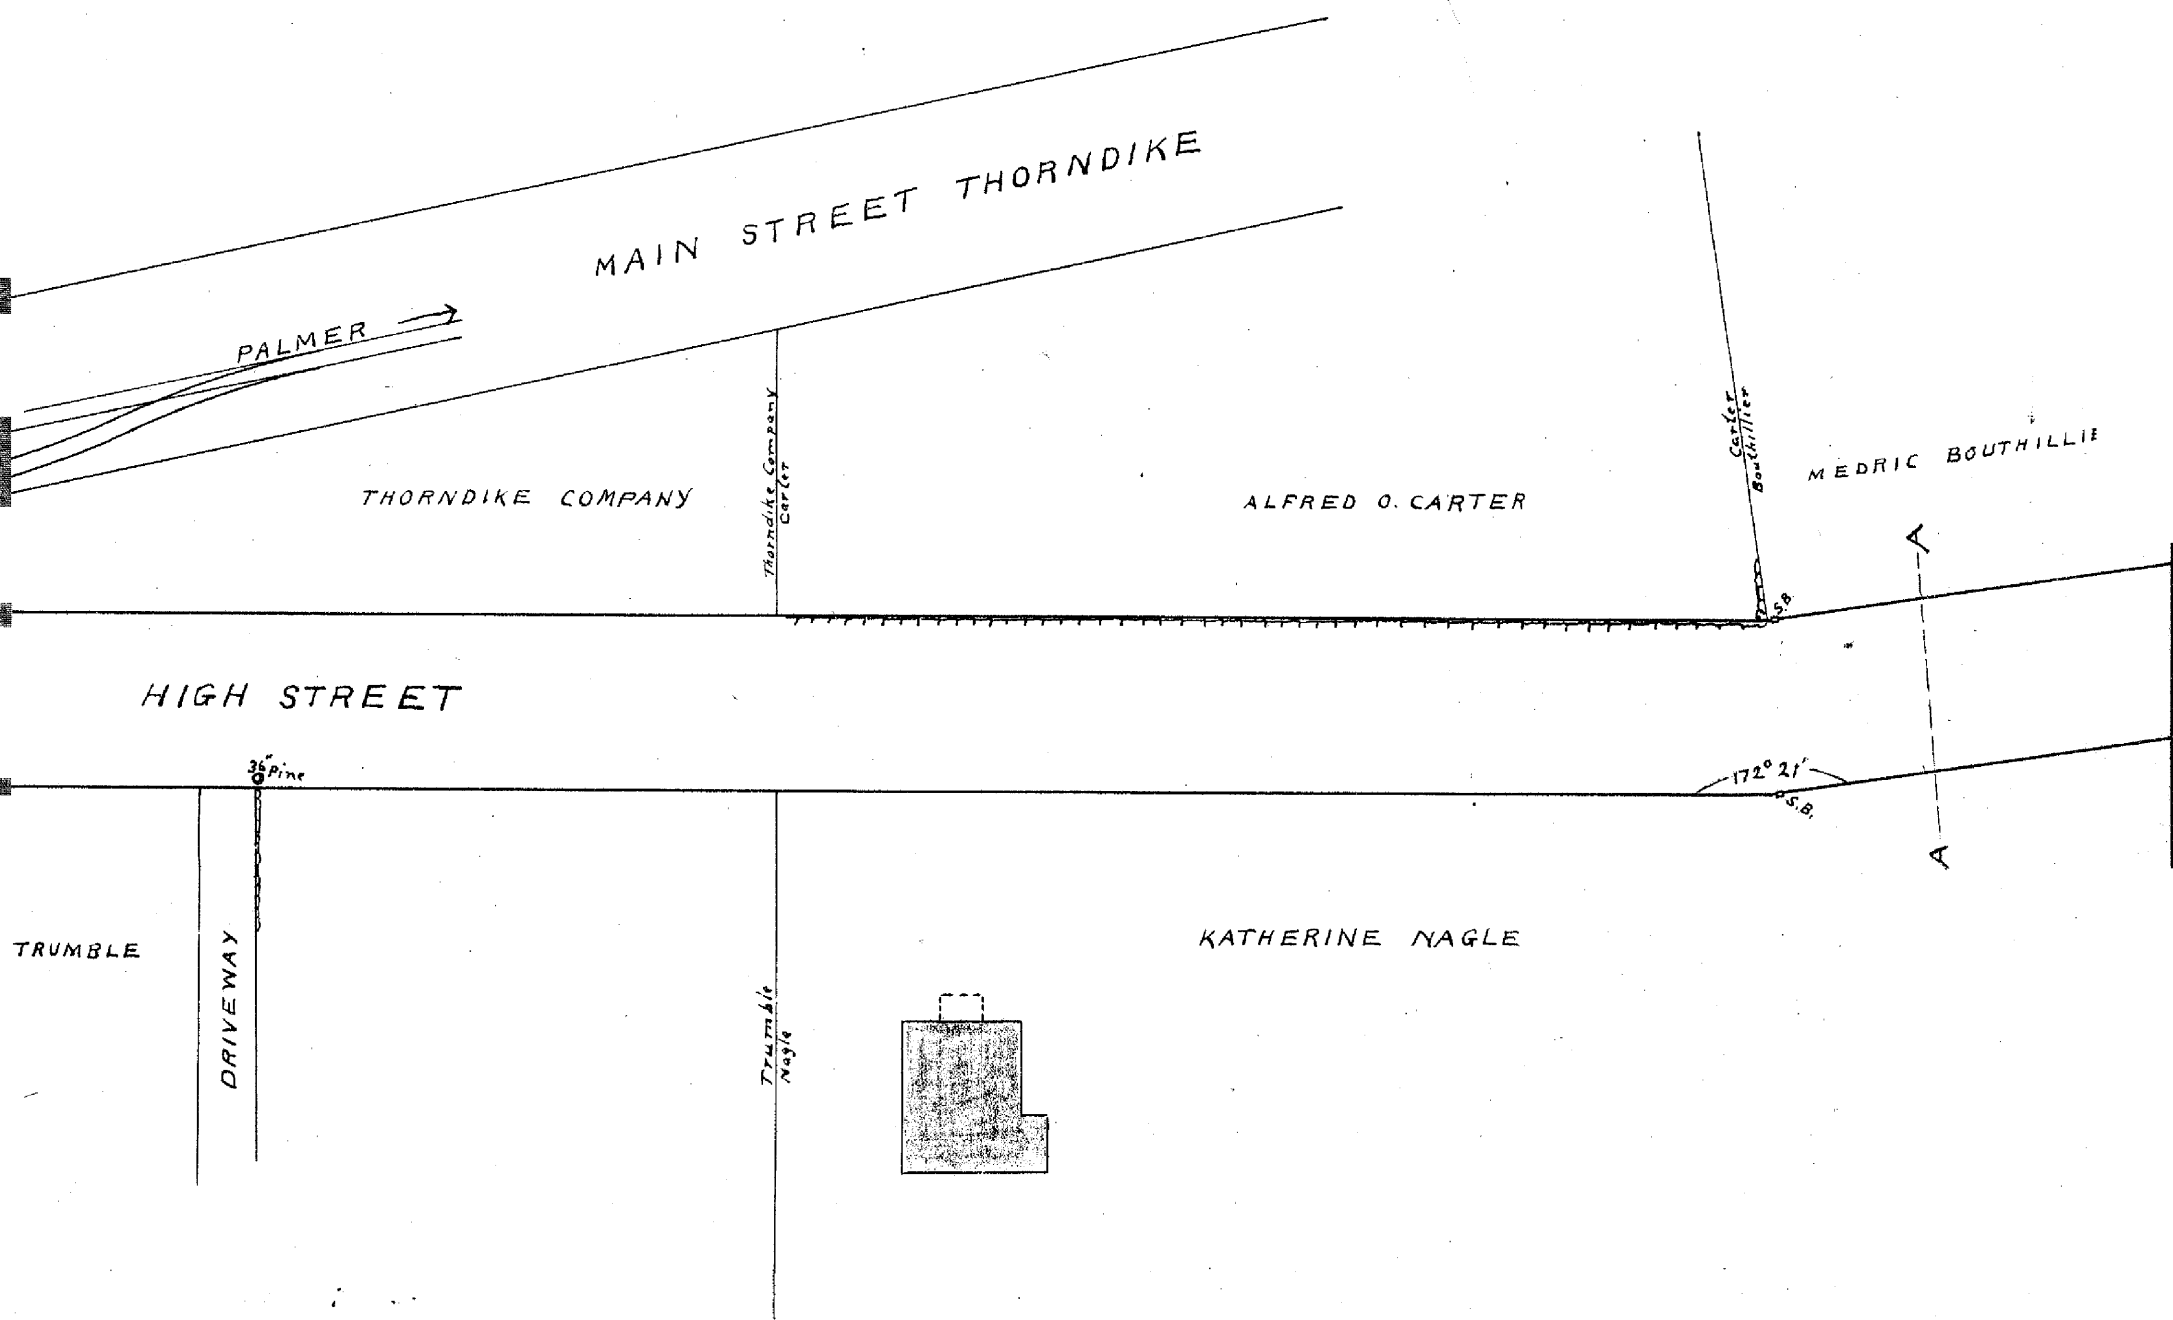 MAIN STREET THORNDIKE
PALMER
Thorndike Company
Carter
Carter
Bouthillier
MEDRIC BOUTHILLIE
THORNDIKE COMPANY
ALFRED O. CARTER
A
S.B.
HIGH STREET
36" Pine
172° 21'
S.B.
A
TRUMBLE
DRIVEWAY
KATHERINE NAGLE
Trumble
Nagle